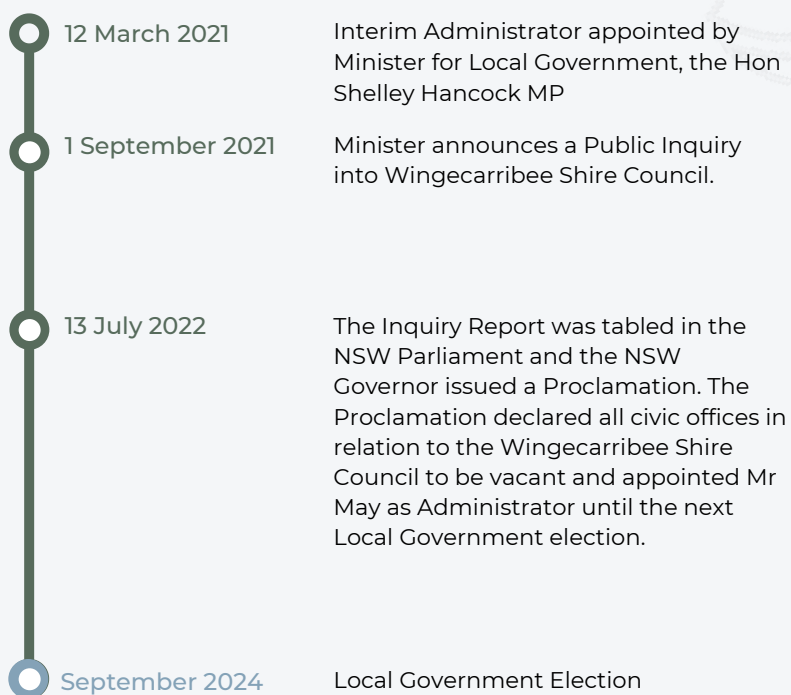 12 March 2021
Interim Administrator appointed by
Minister for Local Government, the Hon
Shelley Hancock MP
1 September 2021
Minister announces a Public Inquiry
into Wingecarribee Shire Council.
13 July 2022
The Inquiry Report was tabled in the
NSW Parliament and the NSW
Governor issued a Proclamation. The
Proclamation declared all civic offices in
relation to the Wingecarribee Shire
Council to be vacant and appointed Mr
May as Administrator until the next
Local Government election.
September 2024
Local Government Election